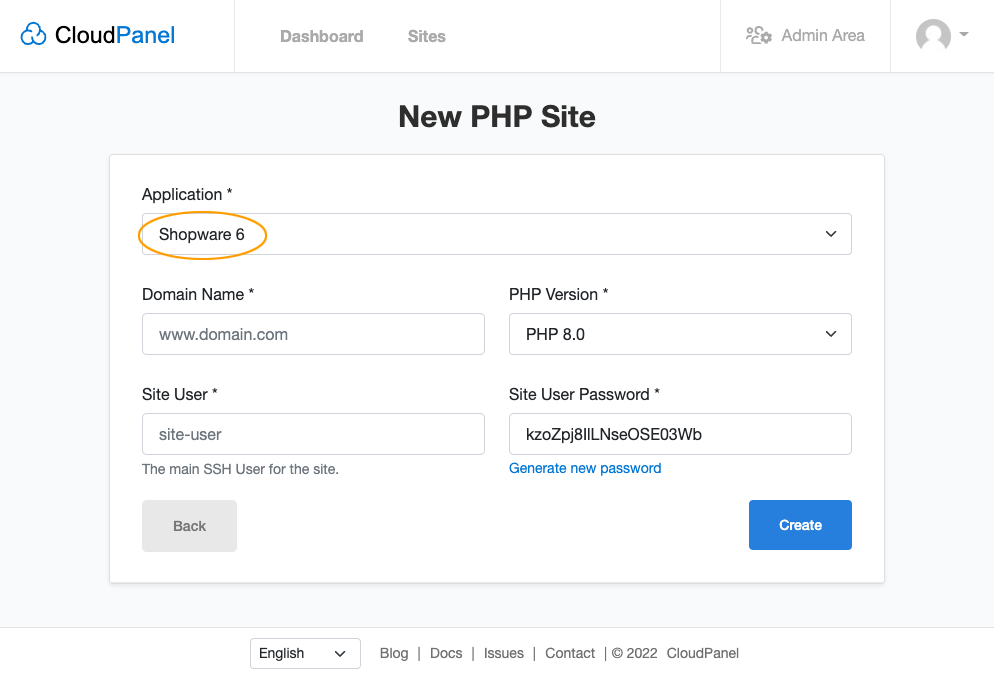 CloudPanel
Dashboard
Sites
Admin Area
New PHP Site
Application *
Shopware 6
Domain Name *
PHP Version *
www.domain.com
PHP 8.0
Site User *
Site User Password *
site-user
kzoZpj8IlLNseOSE03Wb
The main SSH User for the site.
Generate new password
Back
Create
English
Blog | Docs | Issues | Contact | © 2022 CloudPanel